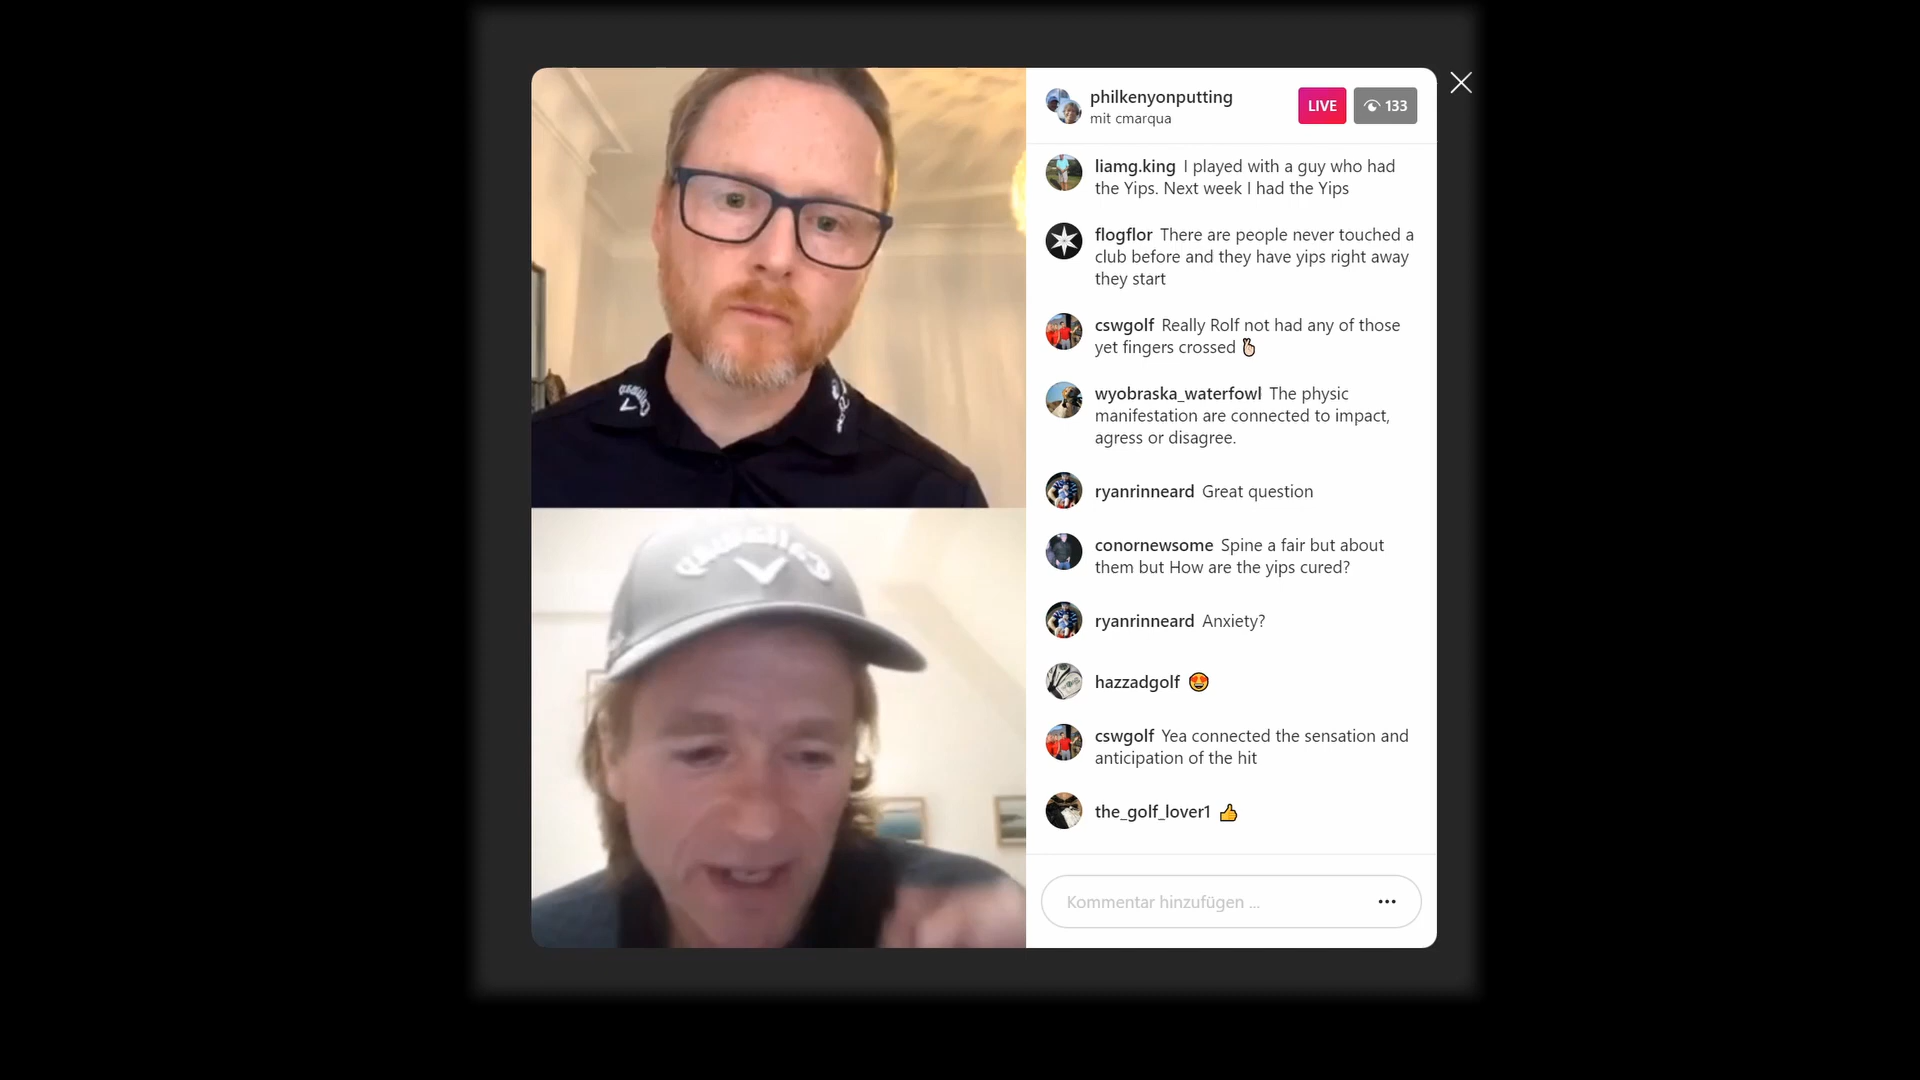 philkenyonputting
mit cmarqua
LIVE
133
liamg.king I played with a guy who had
the Yips. Next week I had the Yips
flogflor There are people never touched a
club before and they have yips right away
they start
cswgolf Really Rolf not had any of those
yet fingers crossed 🤞🏻
wyobraska_waterfowl The physic
manifestation are connected to impact,
agress or disagree.
ryanrinneard Great question
conornewsome Spine a fair but about
them but How are the yips cured?
ryanrinneard Anxiety?
hazzadgolf 😍
cswgolf Yea connected the sensation and
anticipation of the hit
the_golf_lover1 👍
Kommentar hinzufügen ...
Callaway
Callaway